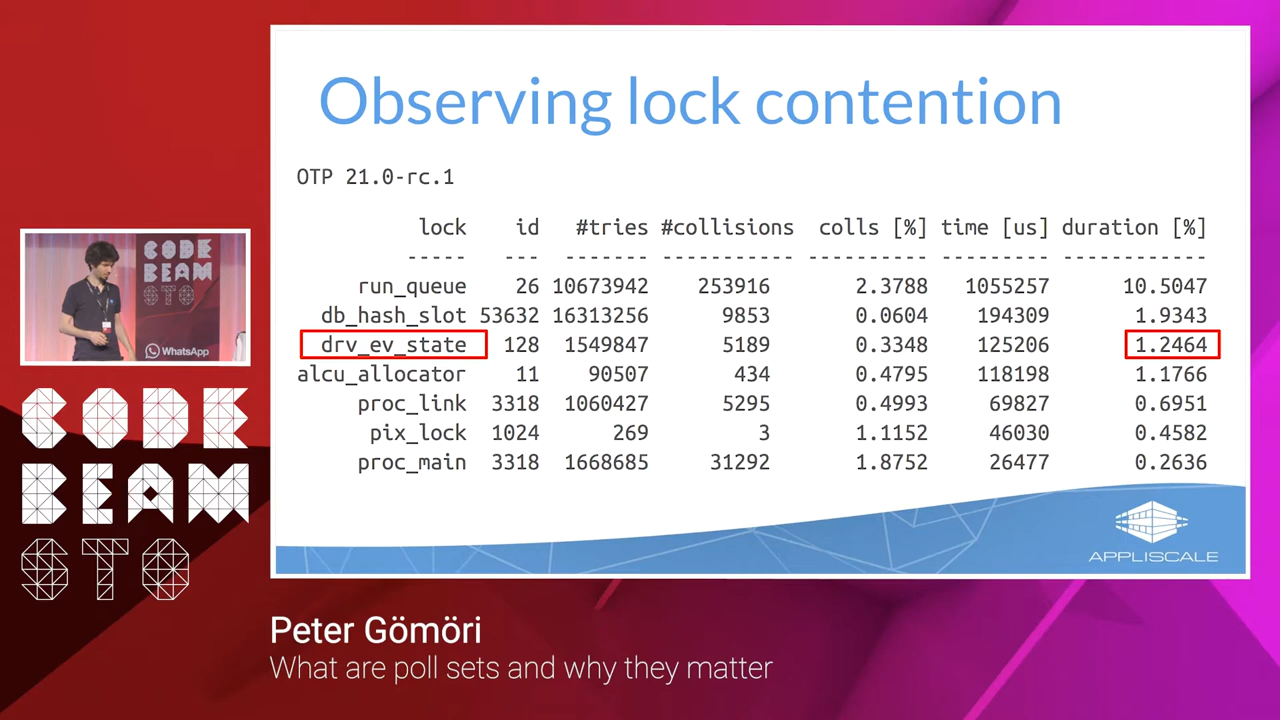 Observing lock contention
OTP 21.0-rc.1
lock id #tries #collisions colls [%] time [us] duration [%]
----- --- ------- ----------- ---------- --------- ------------
run_queue 26 10673942 253916 2.3788 1055257 10.5047
db_hash_slot 53632 16313256 9853 0.0604 194309 1.9343
drv_ev_state 128 1549847 5189 0.3348 125206 1.2464
alcu_allocator 11 90507 434 0.4795 118198 1.1766
proc_link 3318 1060427 5295 0.4993 69827 0.6951
pix_lock 1024 269 3 1.1152 46030 0.4582
proc_main 3318 1668685 31292 1.8752 26477 0.2636
APPLISCALE
CODE
BEAM
STO
WhatsApp
CODE
BEAM
STO
Peter Gömöri
What are poll sets and why they matter